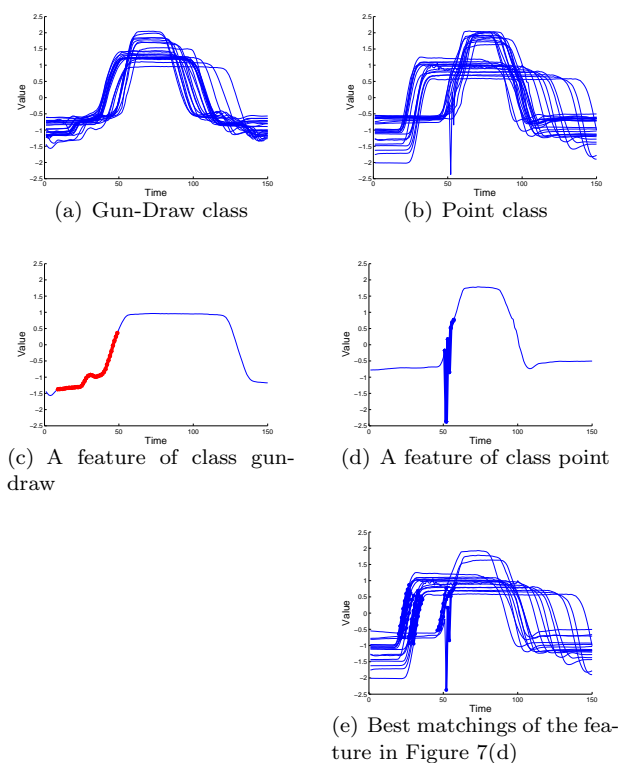 2.5
2
1.5
1
0.5
0
−0.5
−1
−1.5
−2
−2.5
Value
0 50 100 150
Time
(a) Gun-Draw class
2.5
2
1.5
1
0.5
0
−0.5
−1
−1.5
−2
−2.5
Value
0 50 100 150
Time
(b) Point class
2.5
2
1.5
1
0.5
0
−0.5
−1
−1.5
−2
−2.5
Value
0 50 100 150
Time
(c) A feature of class gun-
draw
2.5
2
1.5
1
0.5
0
−0.5
−1
−1.5
−2
−2.5
Value
0 50 100 150
Time
(d) A feature of class point
2.5
2
1.5
1
0.5
0
−0.5
−1
−1.5
−2
−2.5
Value
0 50 100 150
Time
(e) Best matchings of the fea-
ture in Figure 7(d)